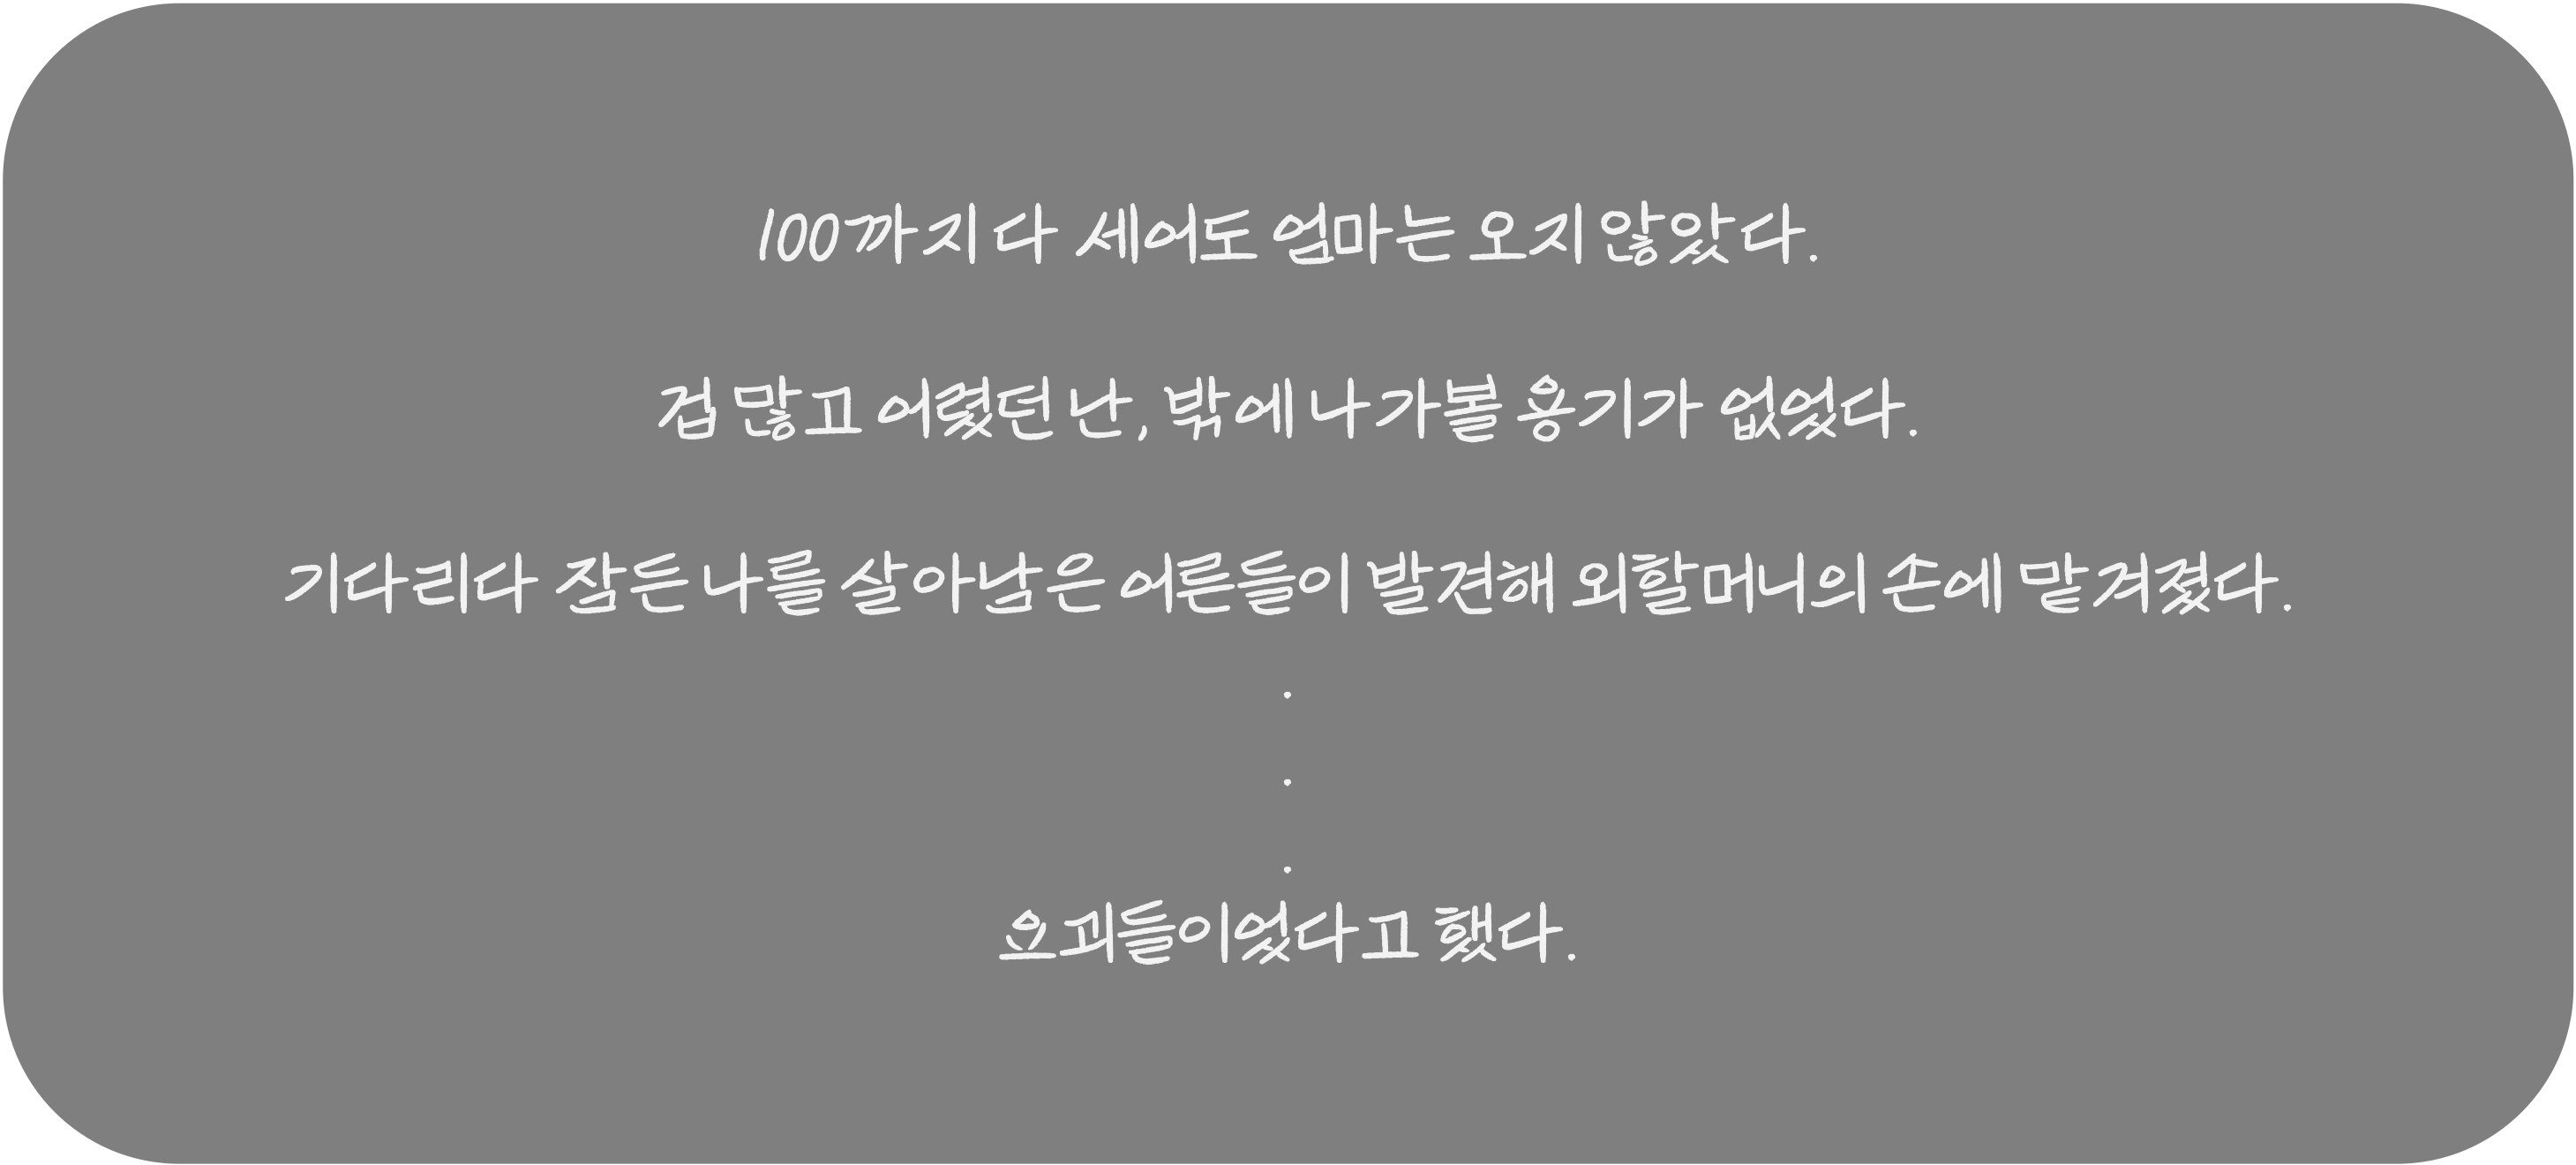 100까지 다 세어도 엄마는 오지 않았다.
겁 많고 어렸던 난, 밖에 나가볼 용기가 없었다.
기다리다 잠든 나를 살아남은 어른들이 발견해 외할머니의 손에 맡겨졌다.
.
.
.
요괴들이었다고 했다.